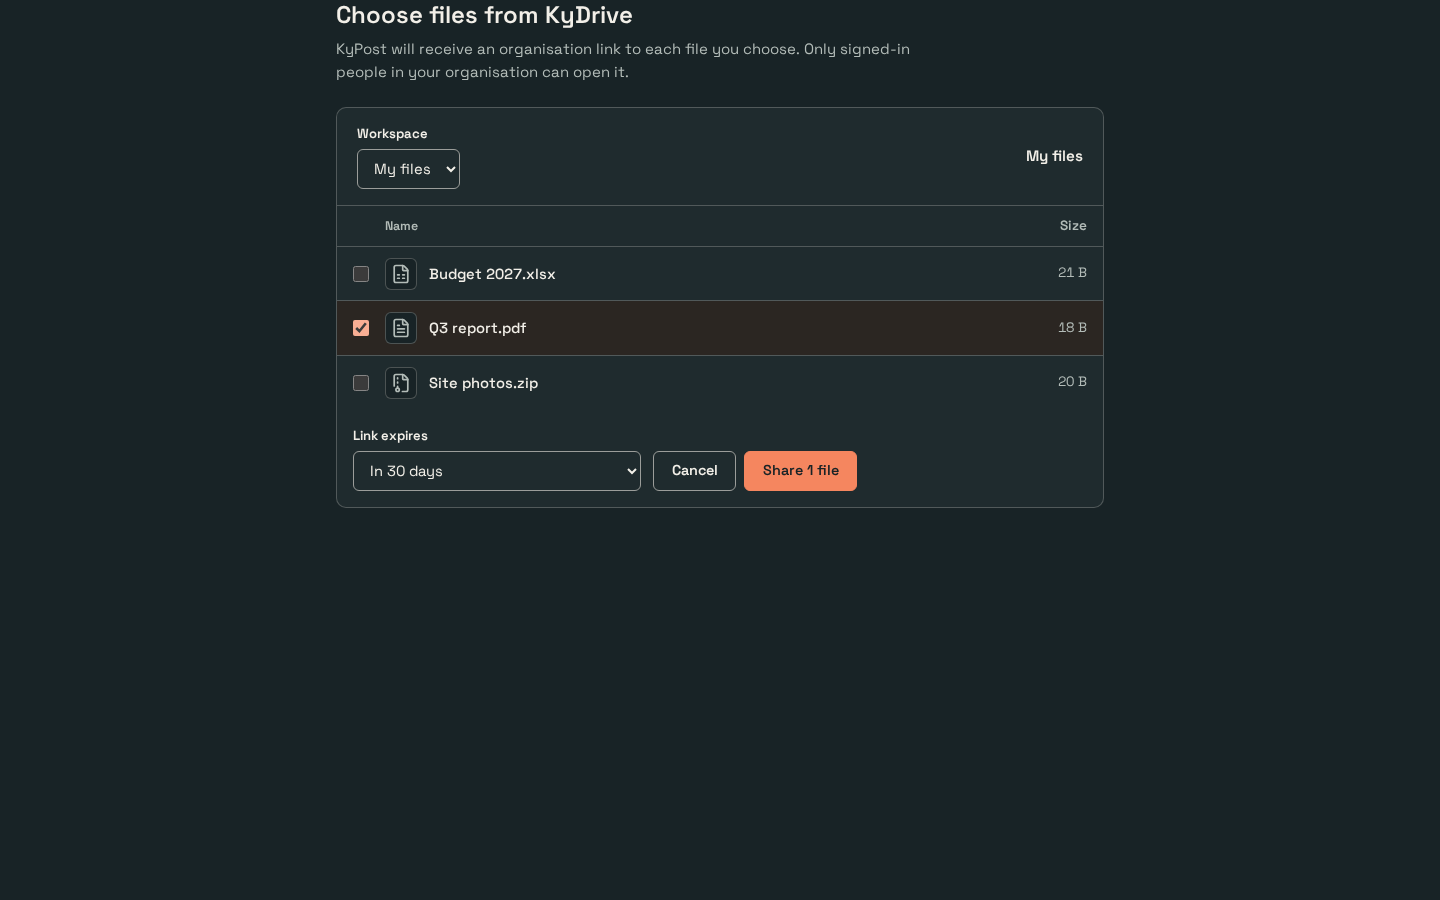 Choose files from KyDrive
KyPost will receive an organisation link to each file you choose. Only signed-in
people in your organisation can open it.
Workspace
My files
My files
Name Size
Budget 2027.xlsx 21 B
Q3 report.pdf 18 B
Site photos.zip 20 B
Link expires
In 30 days Cancel Share 1 file